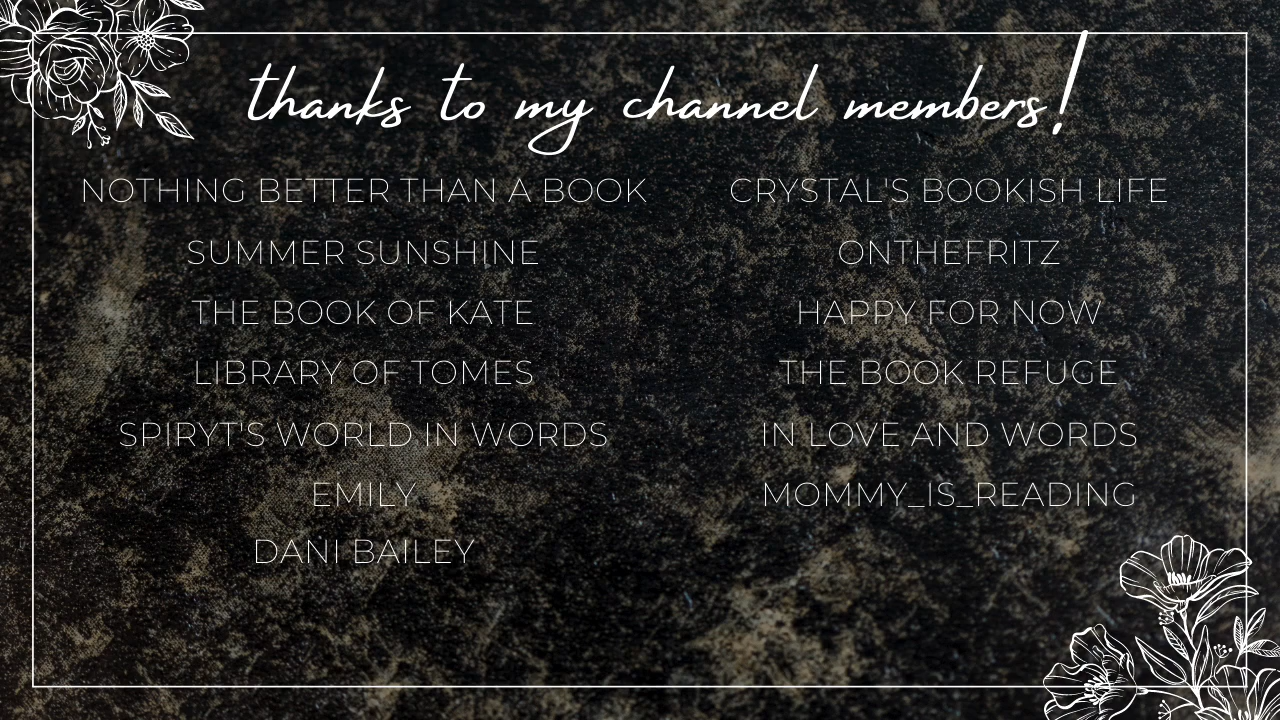 thanks to my channel members!
NOTHING BETTER THAN A BOOK
SUMMER SUNSHINE
THE BOOK OF KATE
LIBRARY OF TOMES
SPIRYT'S WORLD IN WORDS
EMILY
DANI BAILEY
CRYSTAL'S BOOKISH LIFE
ONTHEFRITZ
HAPPY FOR NOW
THE BOOK REFUGE
IN LOVE AND WORDS
MOMMY_IS_READING